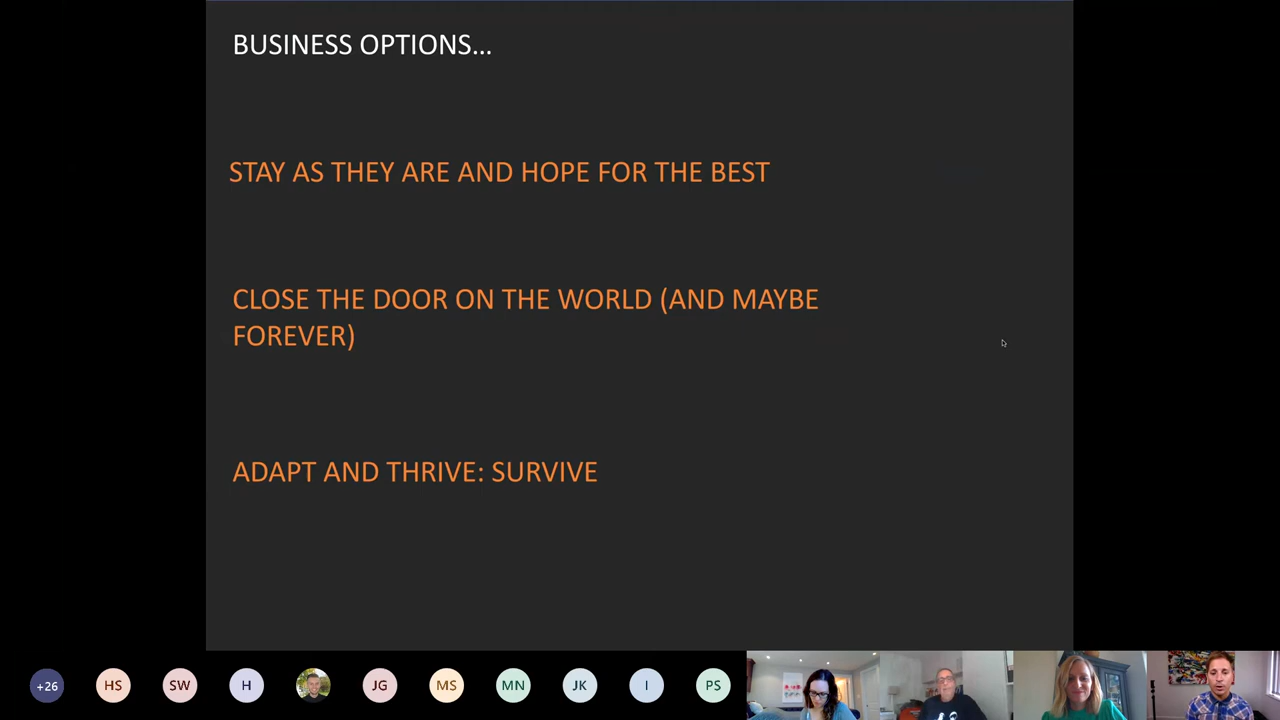 BUSINESS OPTIONS...
STAY AS THEY ARE AND HOPE FOR THE BEST
CLOSE THE DOOR ON THE WORLD (AND MAYBE
FOREVER)
ADAPT AND THRIVE: SURVIVE
+26 HS SW H JG MS MN JK I PS